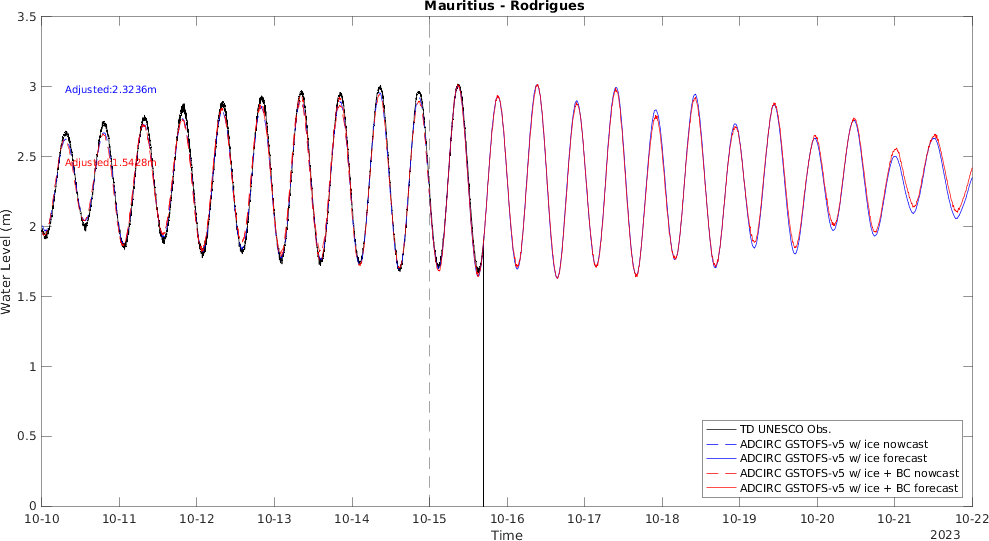 Mauritius - Rodrigues
3.5
3
2.5
2
1.5
1
0.5
0
Water Level (m)
Adjusted:2.3236m
Adjusted:1.5428m
TD UNESCO Obs.
ADCIRC GSTOFS-v5 w/ ice nowcast
ADCIRC GSTOFS-v5 w/ ice forecast
ADCIRC GSTOFS-v5 w/ ice + BC nowcast
ADCIRC GSTOFS-v5 w/ ice + BC forecast
10-10 10-11 10-12 10-13 10-14 10-15 10-16 10-17 10-18 10-19 10-20 10-21 10-22
Time
2023